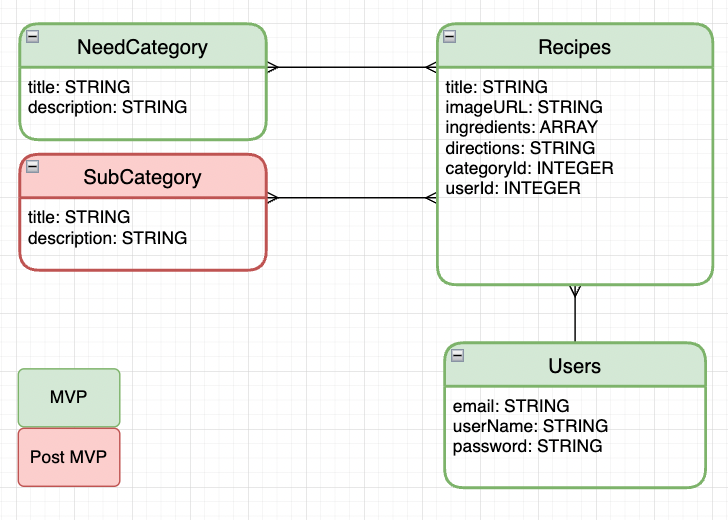 NeedCategory
title: STRING
description: STRING
SubCategory
title: STRING
description: STRING
Recipes
title: STRING
imageURL: STRING
ingredients: ARRAY
directions: STRING
categoryId: INTEGER
userId: INTEGER
Users
email: STRING
userName: STRING
password: STRING
MVP
Post MVP